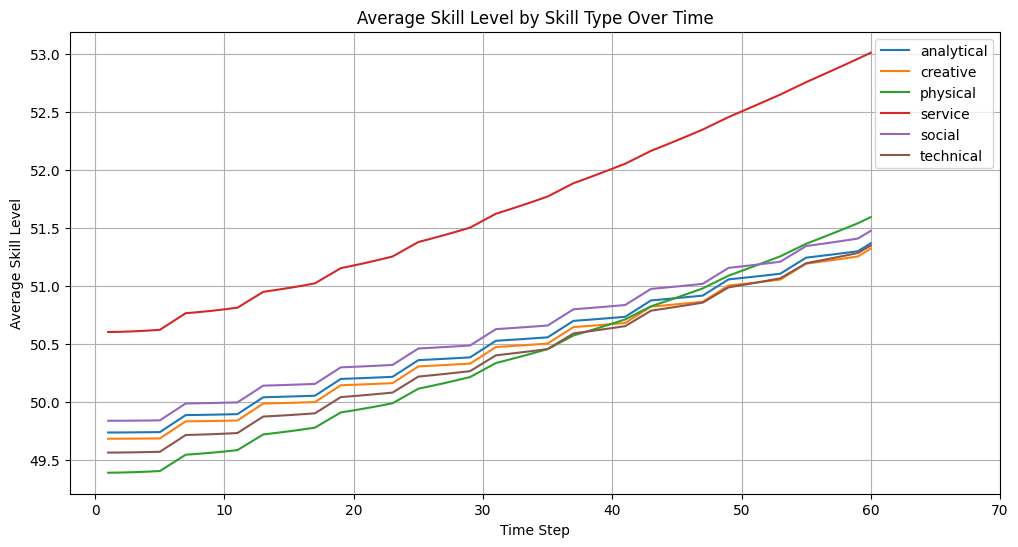 Average Skill Level by Skill Type Over Time
Average Skill Level
53.0
52.5
52.0
51.5
51.0
50.5
50.0
49.5
analytical
creative
physical
service
social
technical
0 10 20 30 40 50 60 70
Time Step